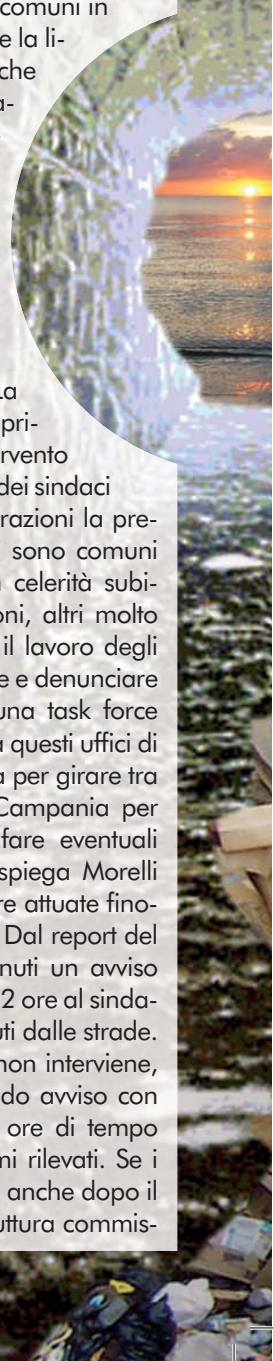 comuni in
e la li-
che
a-
La
pri-
ervento
dei sindaci
razioni la pre-
sono comuni
celerità subi-
oni, altri molto
il lavoro degli
e e denunciare
una task force
questi uffici di
a per girare tra
Campania per
fare eventuali
spiega Morelli
re attuate fino-
Dal report del
nuti un avviso
2 ore al sinda-
uti dalle strade.
non interviene,
do avviso con
ore di tempo
ni rilevati. Se i
anche dopo il
uttura commis-